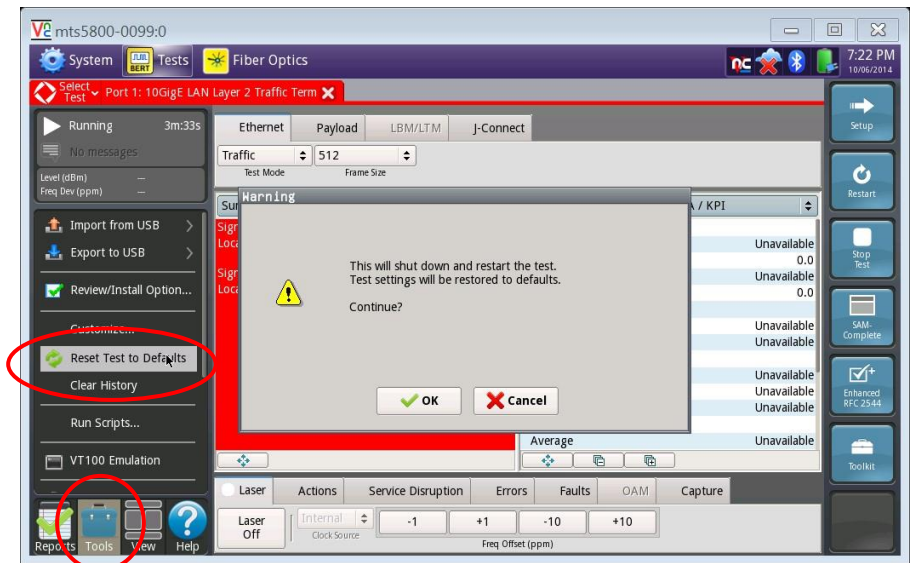 mts5800-0099:0
System
JUL
BERT
Tests
Fiber Optics
nc
7:22 PM
10/06/2014
Select
Test
Port 1: 10GigE LAN Layer 2 Traffic Term
Running 3m:33s
No messages
Level (dBm) —
Freq Dev (ppm) —
Import from USB
Export to USB
Review/Install Option...
Customize...
Reset Test to Defaults
Clear History
Run Scripts...
VT100 Emulation
Reports
Tools
View
Help
Ethernet
Payload
LBM/LTM
J-Connect
Traffic
512
Test Mode
Frame Size
/ KPI
Unavailable
0.0
Unavailable
0.0
Unavailable
Unavailable
Unavailable
Unavailable
Unavailable
Average Unavailable
Warning
This will shut down and restart the test.
Test settings will be restored to defaults.
Continue?
OK
Cancel
Laser
Actions
Service Disruption
Errors
Faults
OAM
Capture
Laser
Off
Internal
Clock Source
-1
+1
-10
+10
Freq Offset (ppm)
Setup
Restart
Stop
Test
SAM-
Complete
Enhanced
RFC 2544
Toolkit